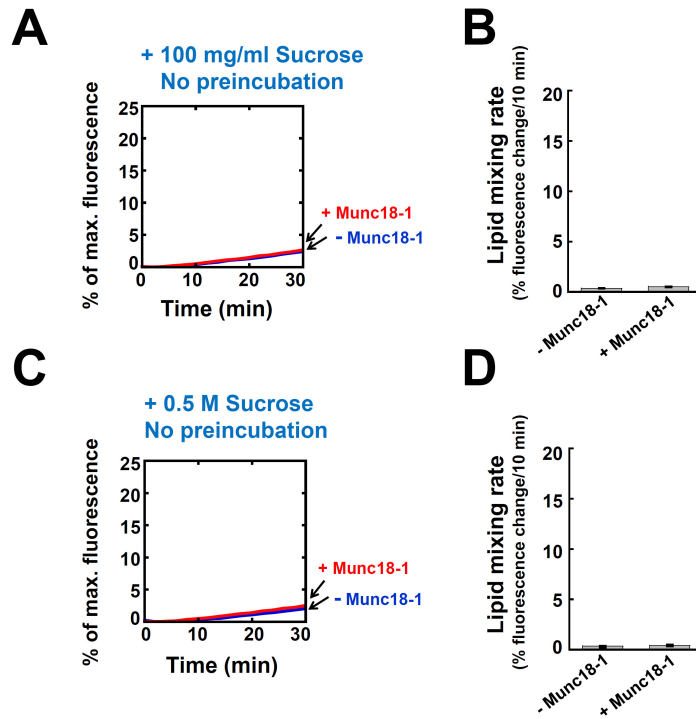 A
+ 100 mg/ml Sucrose
No preincubation
% of max. fluorescence
25
20
15
10
5
0
0 10 20 30
Time (min)
+ Munc18-1
- Munc18-1
B
Lipid mixing rate
(% fluorescence change/10 min)
20
15
10
5
0
- Munc18-1
+ Munc18-1
C
+ 0.5 M Sucrose
No preincubation
% of max. fluorescence
25
20
15
10
5
0
0 10 20 30
Time (min)
+ Munc18-1
- Munc18-1
D
Lipid mixing rate
(% fluorescence change/10 min)
20
15
10
5
0
- Munc18-1
+ Munc18-1